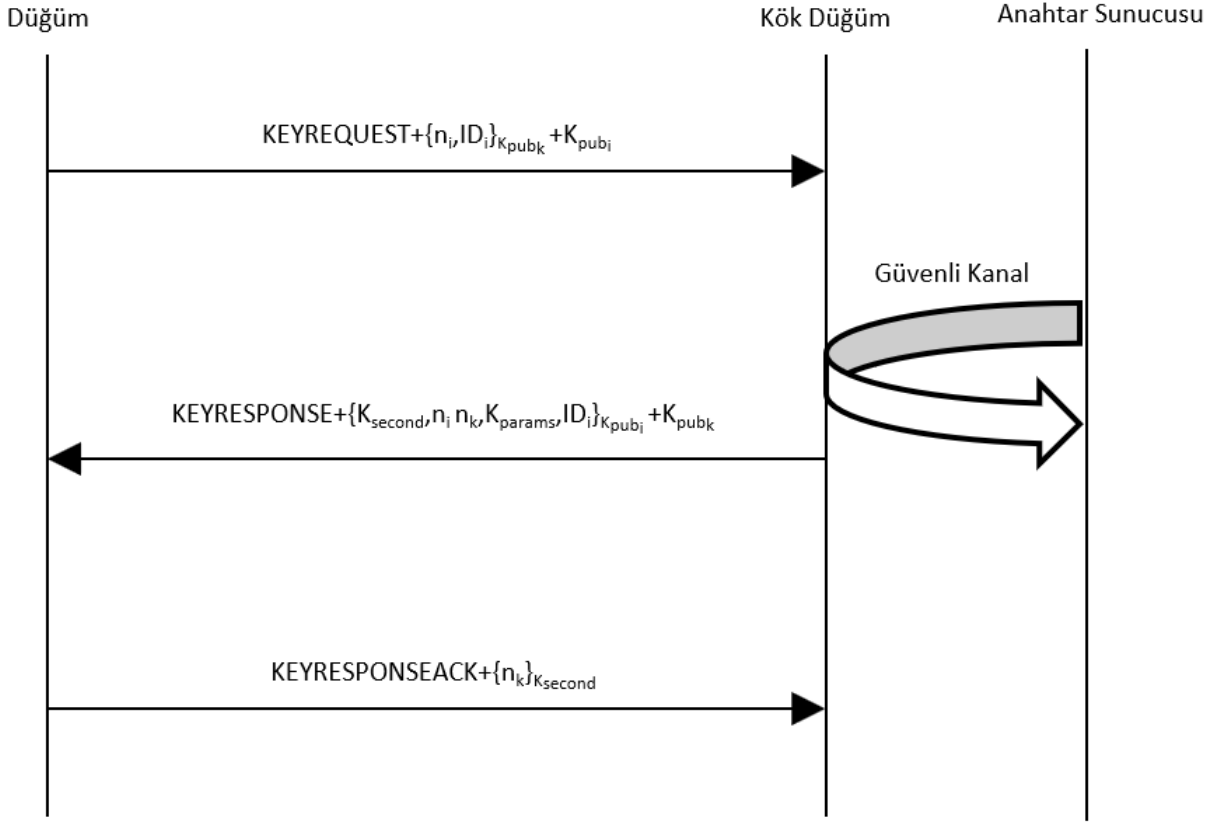 Düğüm
Kök Düğüm
Anahtar Sunucusu
KEYREQUEST+{nᵢ,IDᵢ}Kpubₖ +Kpubᵢ
Güvenli Kanal
KEYRESPONSE+{Ksecond,nᵢ nₖ,Kparams,IDᵢ}Kpubᵢ +Kpubₖ
KEYRESPONSEACK+{nₖ}Ksecond